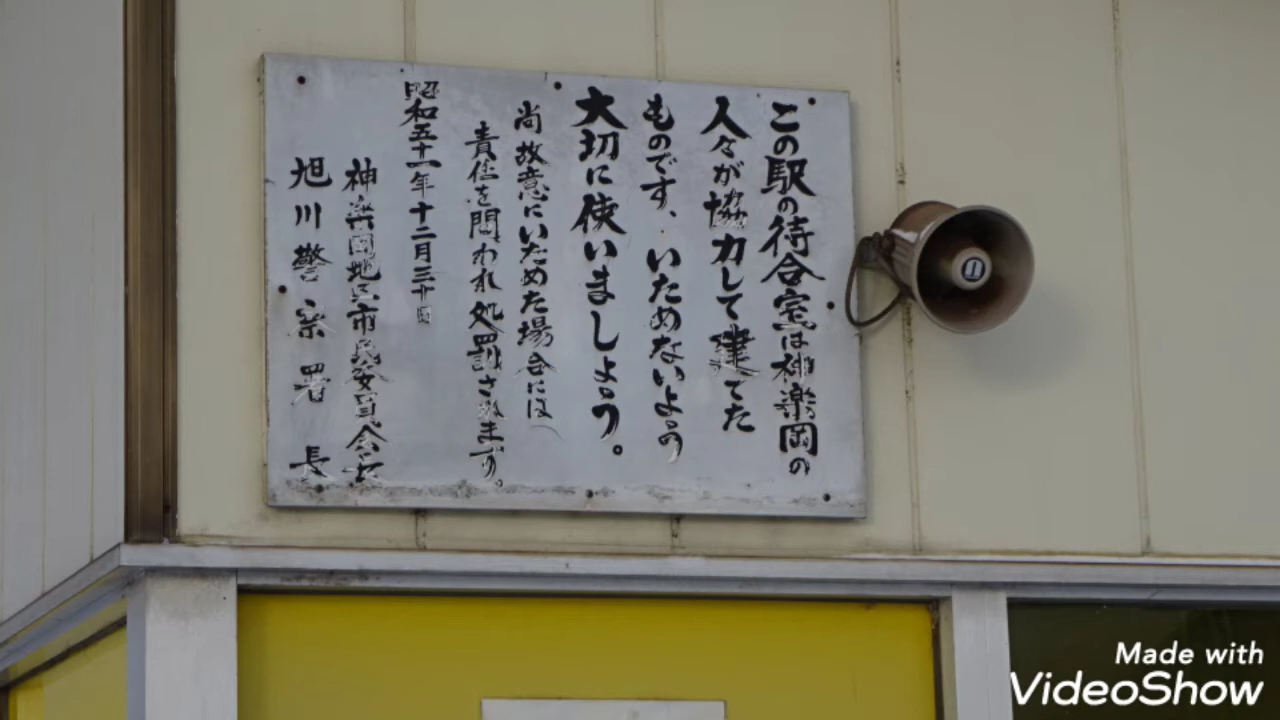 この駅の待合室は神楽岡の
人々が協力して建てた
ものです、いためないよう
大切に使いましょう。
尚故意にいためた場合には
責任を問われ処罰されます。
昭和五十一年十二月三十日
神楽岡地区市民委員会長
旭川警察署長
Made with
VideoShow